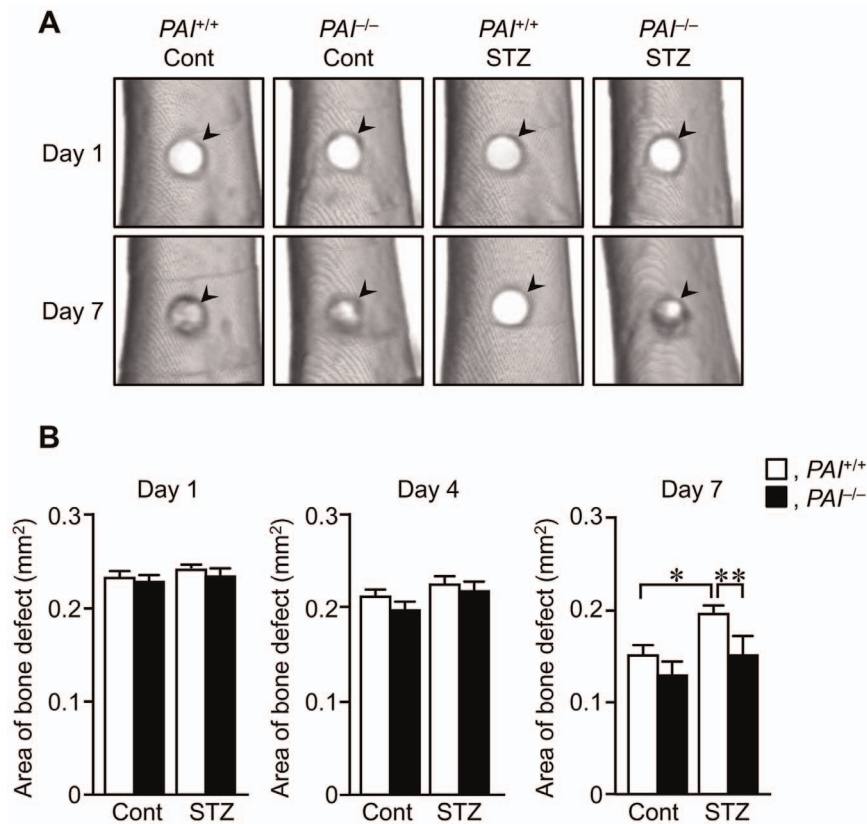 A
PAI+/+ PAI–/– PAI+/+ PAI–/–
Cont Cont STZ STZ
Day 1
Day 7
B
, PAI+/+
, PAI–/–
Day 1 Day 4 Day 7
Area of bone defect (mm²)
0.3
0.2
0.1
0
Cont STZ
Area of bone defect (mm²)
0.3
0.2
0.1
0
Cont STZ
Area of bone defect (mm²)
0.3
0.2
0.1
0
* **
Cont STZ